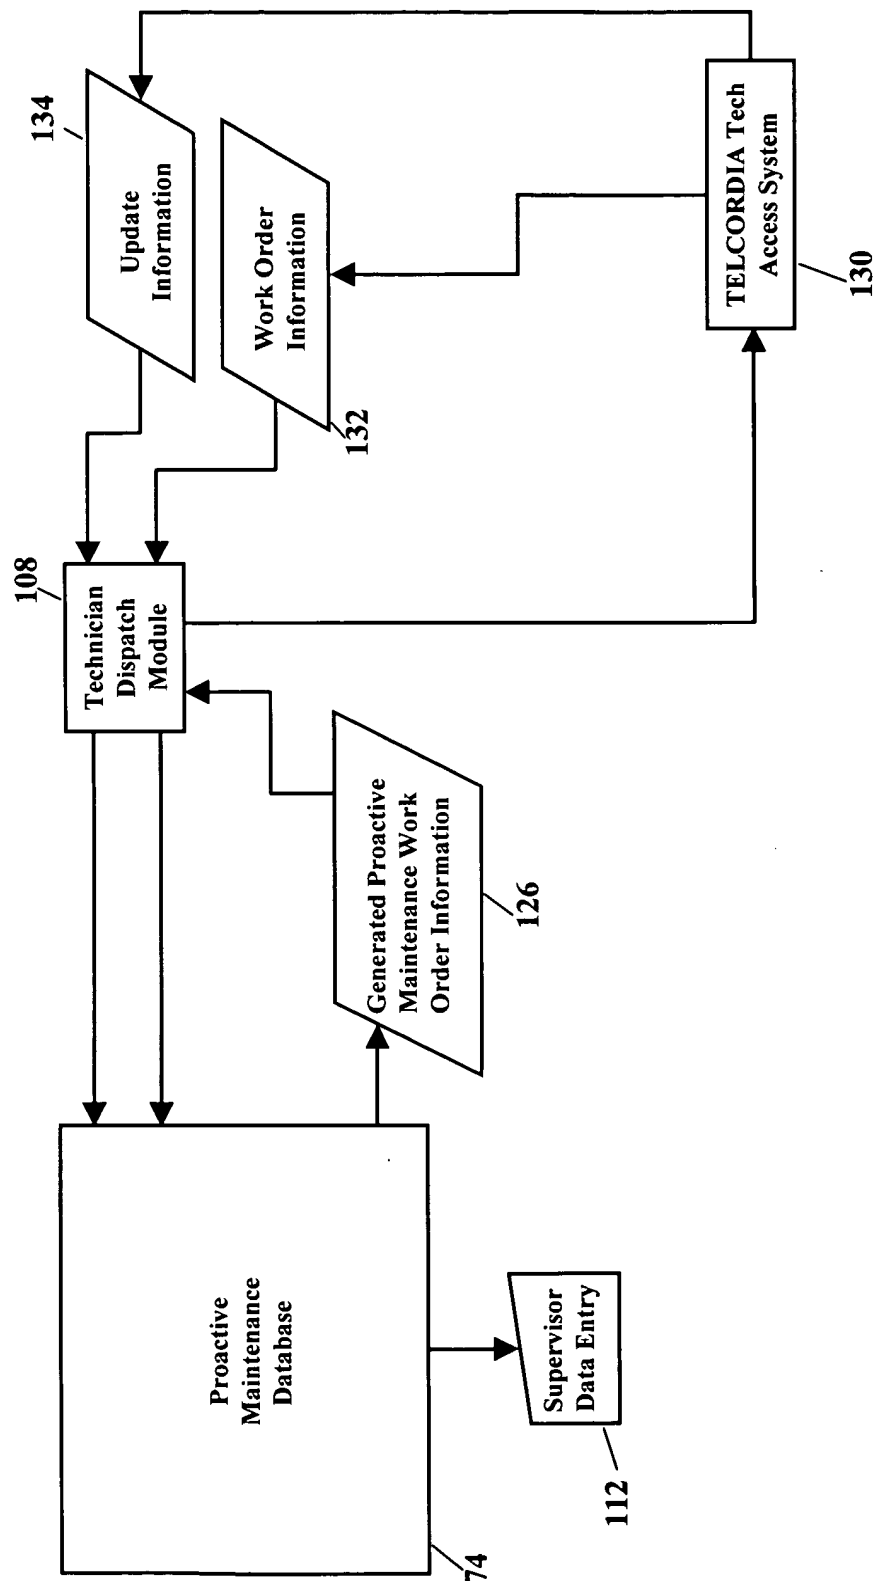 134
Update
Information
Work Order
Information
132
TELCORDIA Tech
Access System
130
108
Technician
Dispatch
Module
Generated Proactive
Maintenance Work
Order Information
126
Proactive
Maintenance
Database
74
Supervisor
Data Entry
112